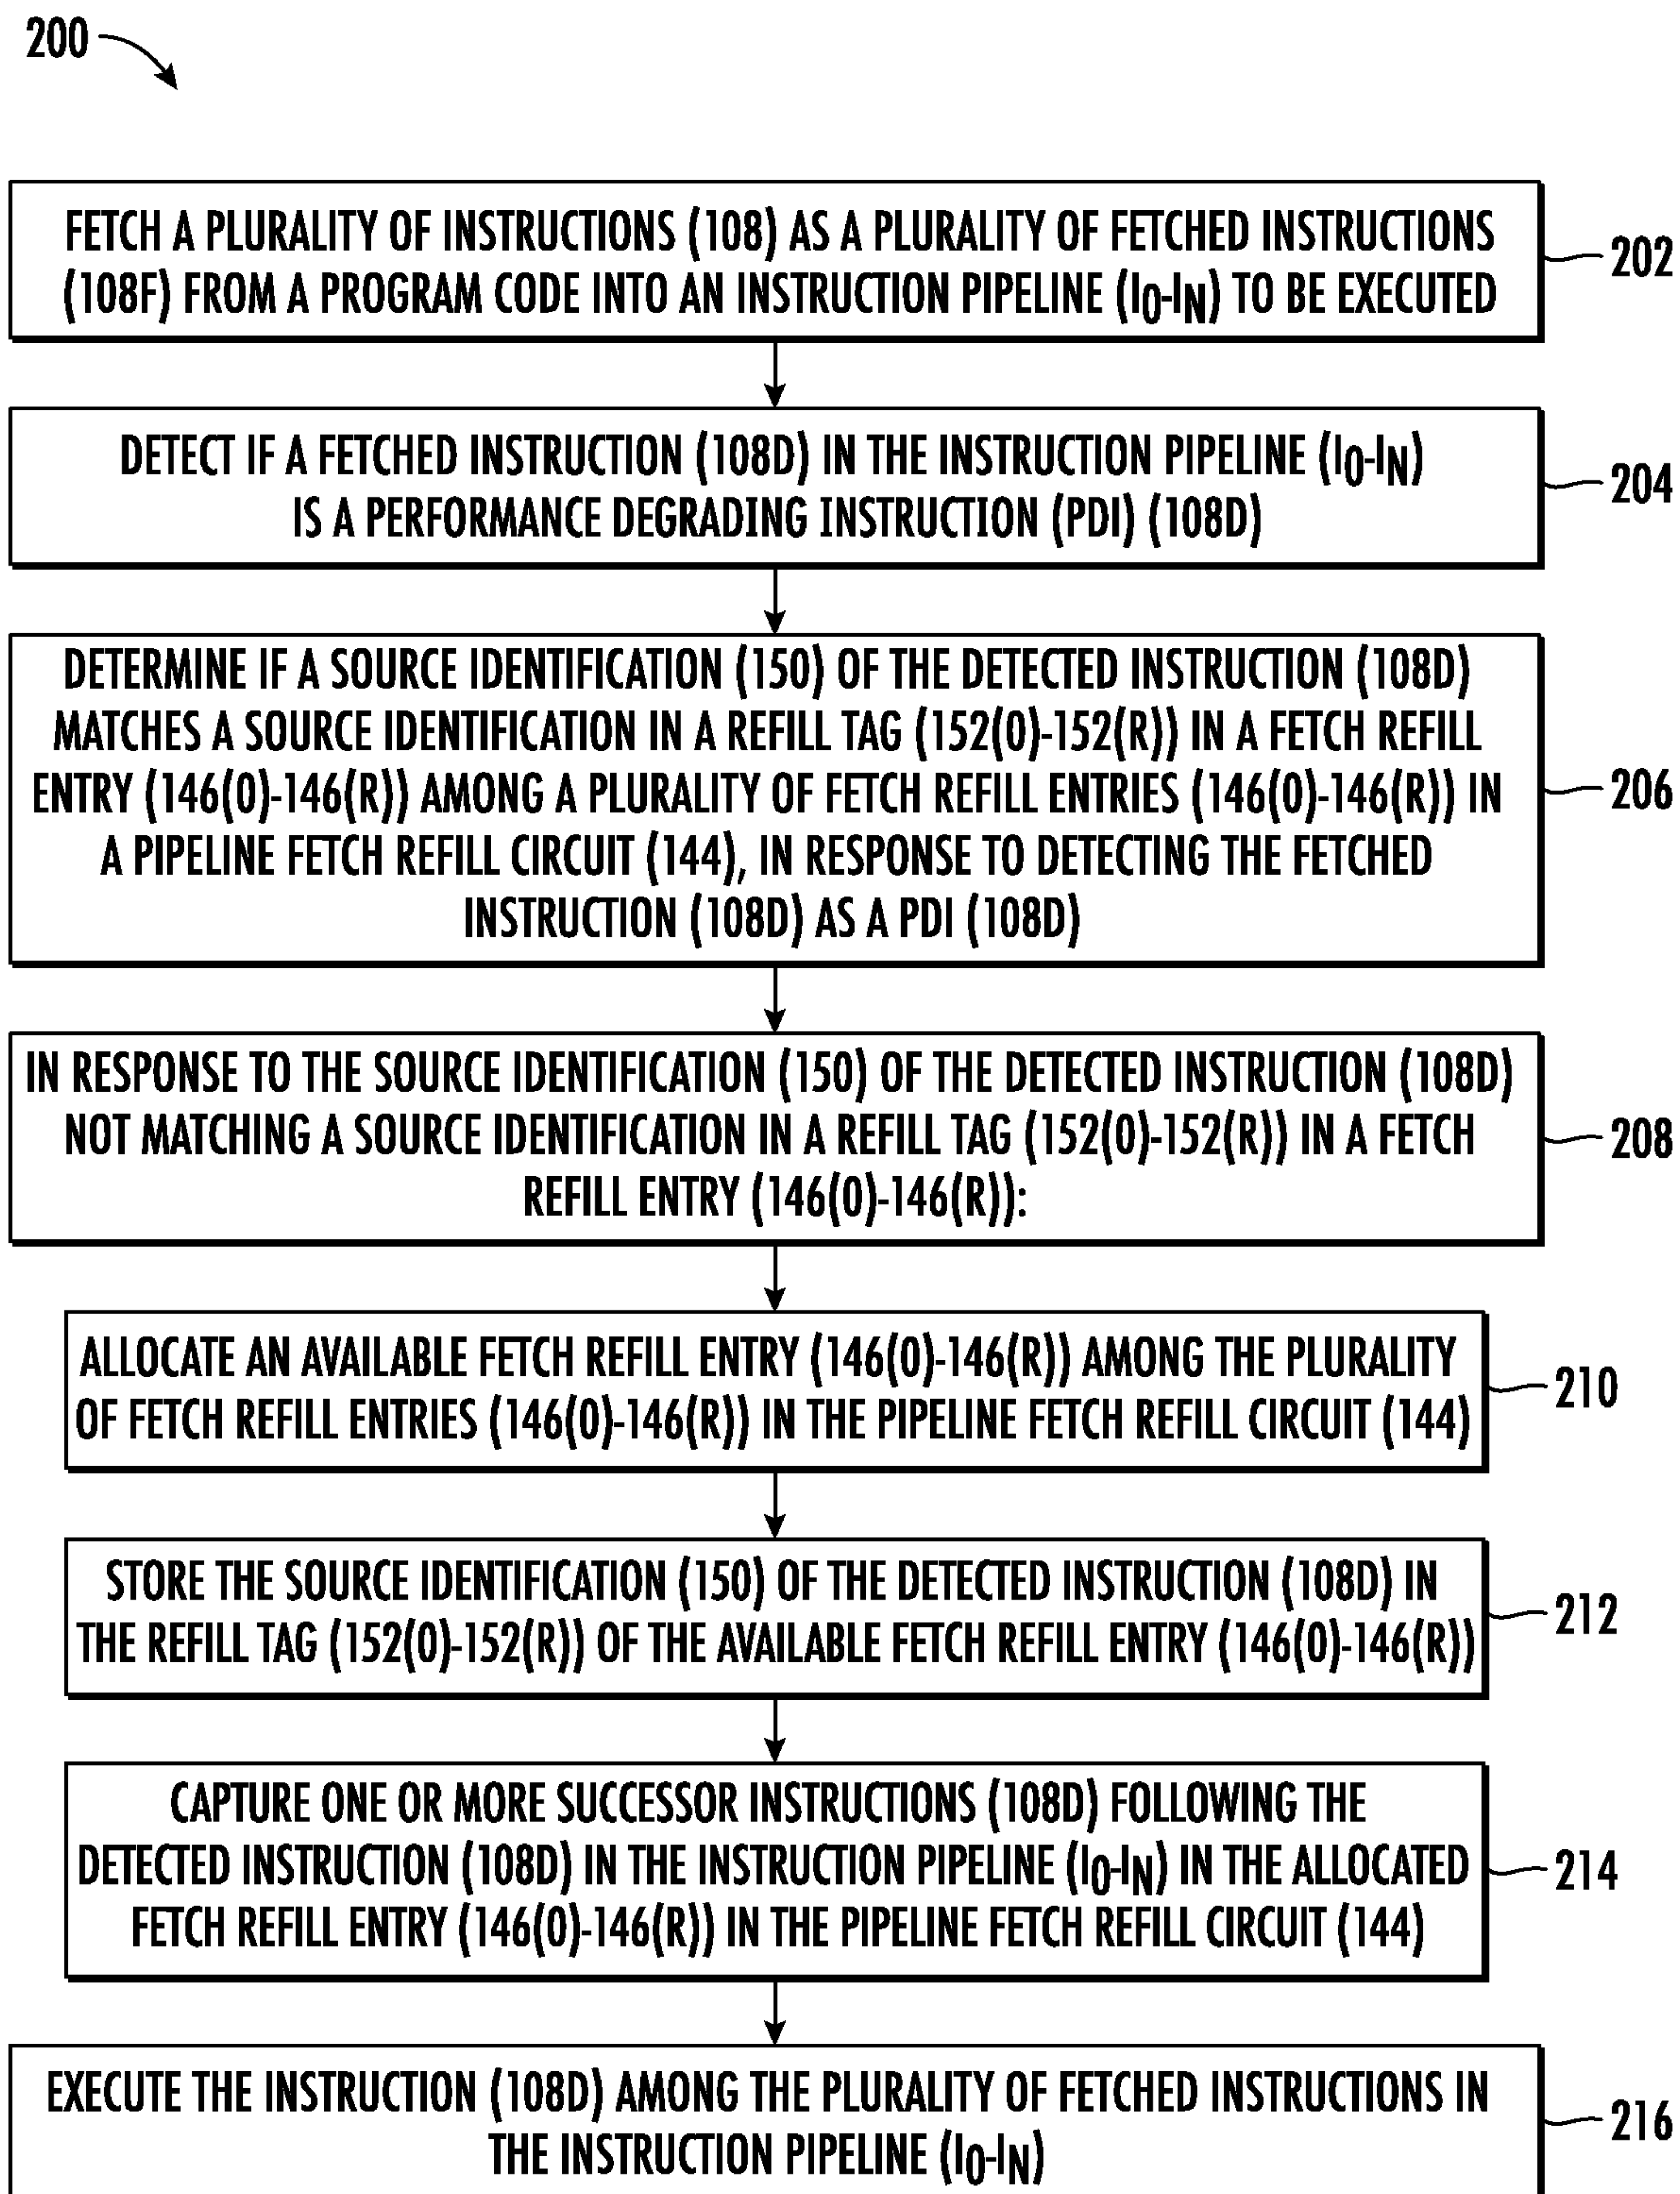 200
FETCH A PLURALITY OF INSTRUCTIONS (108) AS A PLURALITY OF FETCHED INSTRUCTIONS
(108F) FROM A PROGRAM CODE INTO AN INSTRUCTION PIPELINE (I0-IN) TO BE EXECUTED
202
DETECT IF A FETCHED INSTRUCTION (108D) IN THE INSTRUCTION PIPELINE (I0-IN)
IS A PERFORMANCE DEGRADING INSTRUCTION (PDI) (108D)
204
DETERMINE IF A SOURCE IDENTIFICATION (150) OF THE DETECTED INSTRUCTION (108D)
MATCHES A SOURCE IDENTIFICATION IN A REFILL TAG (152(0)-152(R)) IN A FETCH REFILL
ENTRY (146(0)-146(R)) AMONG A PLURALITY OF FETCH REFILL ENTRIES (146(0)-146(R)) IN
A PIPELINE FETCH REFILL CIRCUIT (144), IN RESPONSE TO DETECTING THE FETCHED
INSTRUCTION (108D) AS A PDI (108D)
206
IN RESPONSE TO THE SOURCE IDENTIFICATION (150) OF THE DETECTED INSTRUCTION (108D)
NOT MATCHING A SOURCE IDENTIFICATION IN A REFILL TAG (152(0)-152(R)) IN A FETCH
REFILL ENTRY (146(0)-146(R)):
208
ALLOCATE AN AVAILABLE FETCH REFILL ENTRY (146(0)-146(R)) AMONG THE PLURALITY
OF FETCH REFILL ENTRIES (146(0)-146(R)) IN THE PIPELINE FETCH REFILL CIRCUIT (144)
210
STORE THE SOURCE IDENTIFICATION (150) OF THE DETECTED INSTRUCTION (108D) IN
THE REFILL TAG (152(0)-152(R)) OF THE AVAILABLE FETCH REFILL ENTRY (146(0)-146(R))
212
CAPTURE ONE OR MORE SUCCESSOR INSTRUCTIONS (108D) FOLLOWING THE
DETECTED INSTRUCTION (108D) IN THE INSTRUCTION PIPELINE (I0-IN) IN THE ALLOCATED
FETCH REFILL ENTRY (146(0)-146(R)) IN THE PIPELINE FETCH REFILL CIRCUIT (144)
214
EXECUTE THE INSTRUCTION (108D) AMONG THE PLURALITY OF FETCHED INSTRUCTIONS IN
THE INSTRUCTION PIPELINE (I0-IN)
216